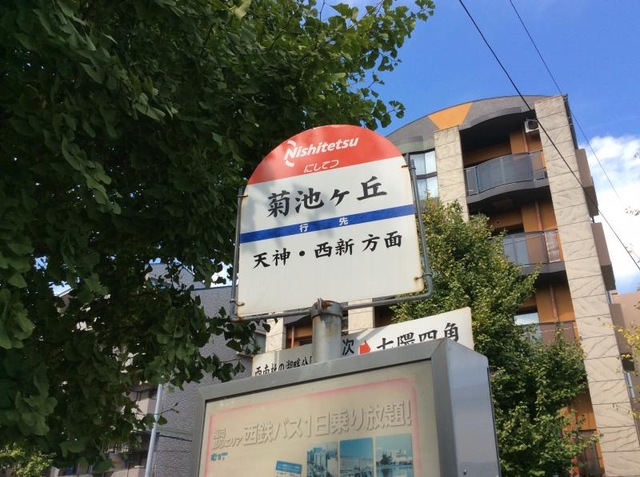 Nishitetsu
にしてつ
菊池ヶ丘
行先
天神・西新方面
次 七隈四角
西鉄バス1日乗り放題!